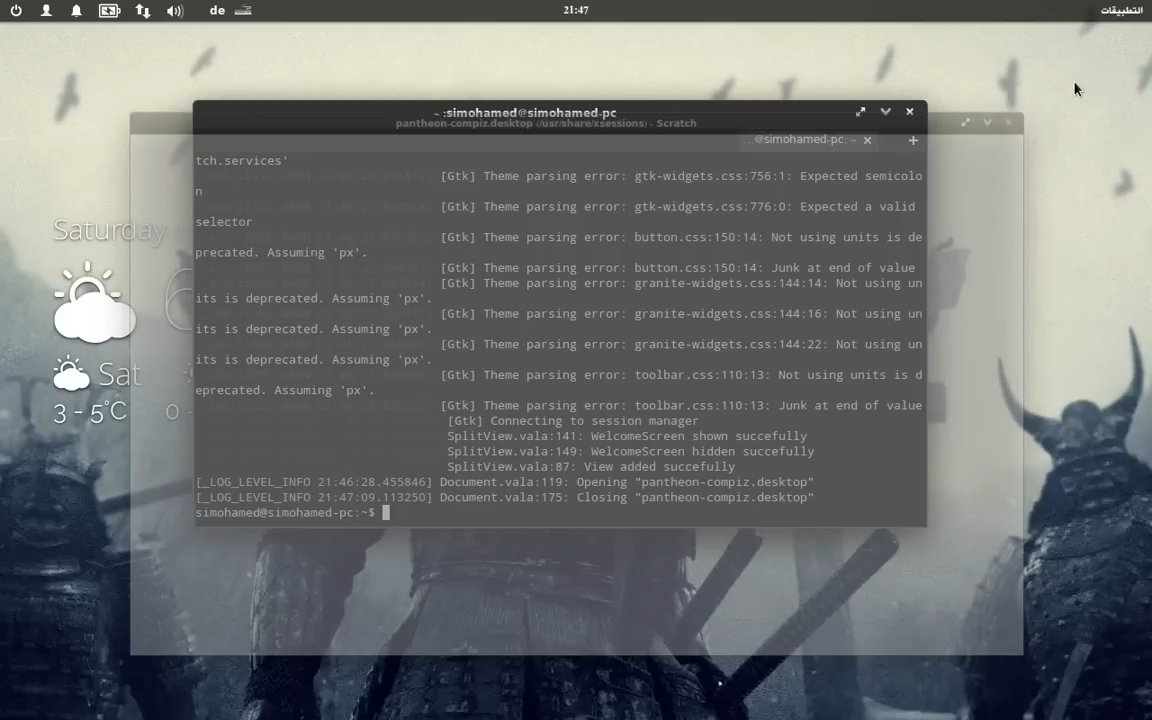 de
21:47
التطبيقات
~ :simohamed@simohamed-pc
pantheon-compiz.desktop (/usr/share/xsessions) - Scratch
...@simohamed-pc: ~
tch.services'
[Gtk] Theme parsing error: gtk-widgets.css:756:1: Expected semicolo
n
[Gtk] Theme parsing error: gtk-widgets.css:776:0: Expected a valid
selector
[Gtk] Theme parsing error: button.css:150:14: Not using units is de
precated. Assuming 'px'.
[Gtk] Theme parsing error: button.css:150:14: Junk at end of value
[Gtk] Theme parsing error: granite-widgets.css:144:14: Not using un
its is deprecated. Assuming 'px'.
[Gtk] Theme parsing error: granite-widgets.css:144:16: Not using un
its is deprecated. Assuming 'px'.
[Gtk] Theme parsing error: granite-widgets.css:144:22: Not using un
its is deprecated. Assuming 'px'.
[Gtk] Theme parsing error: toolbar.css:110:13: Not using units is d
eprecated. Assuming 'px'.
[Gtk] Theme parsing error: toolbar.css:110:13: Junk at end of value
[Gtk] Connecting to session manager
SplitView.vala:141: WelcomeScreen shown succefully
SplitView.vala:149: WelcomeScreen hidden succefully
SplitView.vala:87: View added succefully
[_LOG_LEVEL_INFO 21:46:28.455846] Document.vala:119: Opening "pantheon-compiz.desktop"
[_LOG_LEVEL_INFO 21:47:09.113250] Document.vala:175: Closing "pantheon-compiz.desktop"
simohamed@simohamed-pc:~$
Saturday
Sat
3 - 5°C